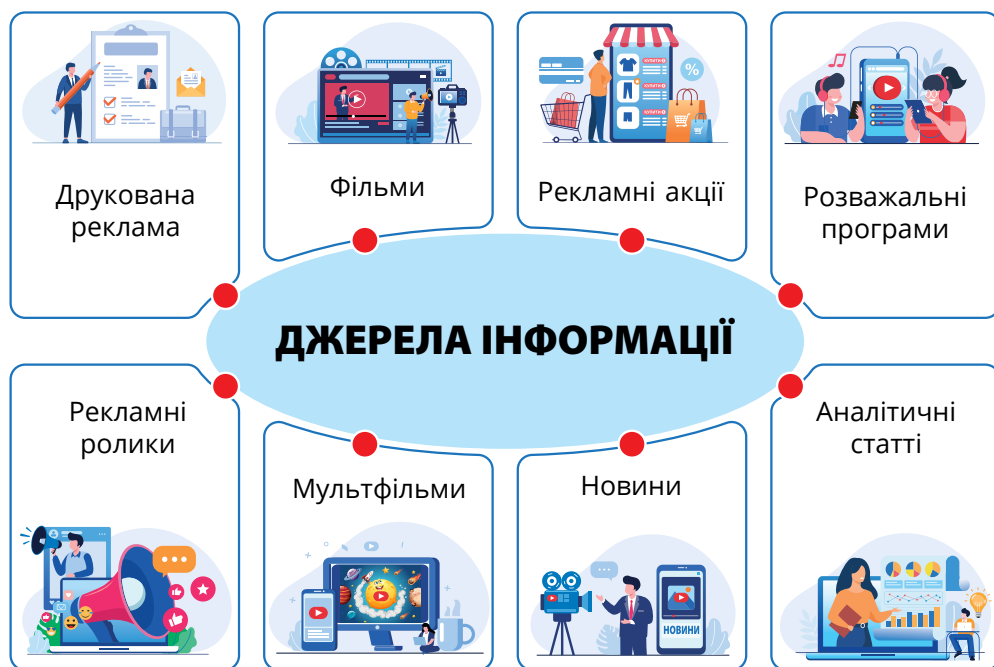 Друкована
реклама
Фільми
КУПИТИ
КУПИТИ
КУПИТИ
%
Рекламні акції
Розважальні
програми
ДЖЕРЕЛА ІНФОРМАЦІЇ
Рекламні
ролики
Мультфільми
Новини
НОВИНИ
Аналітичні
статті